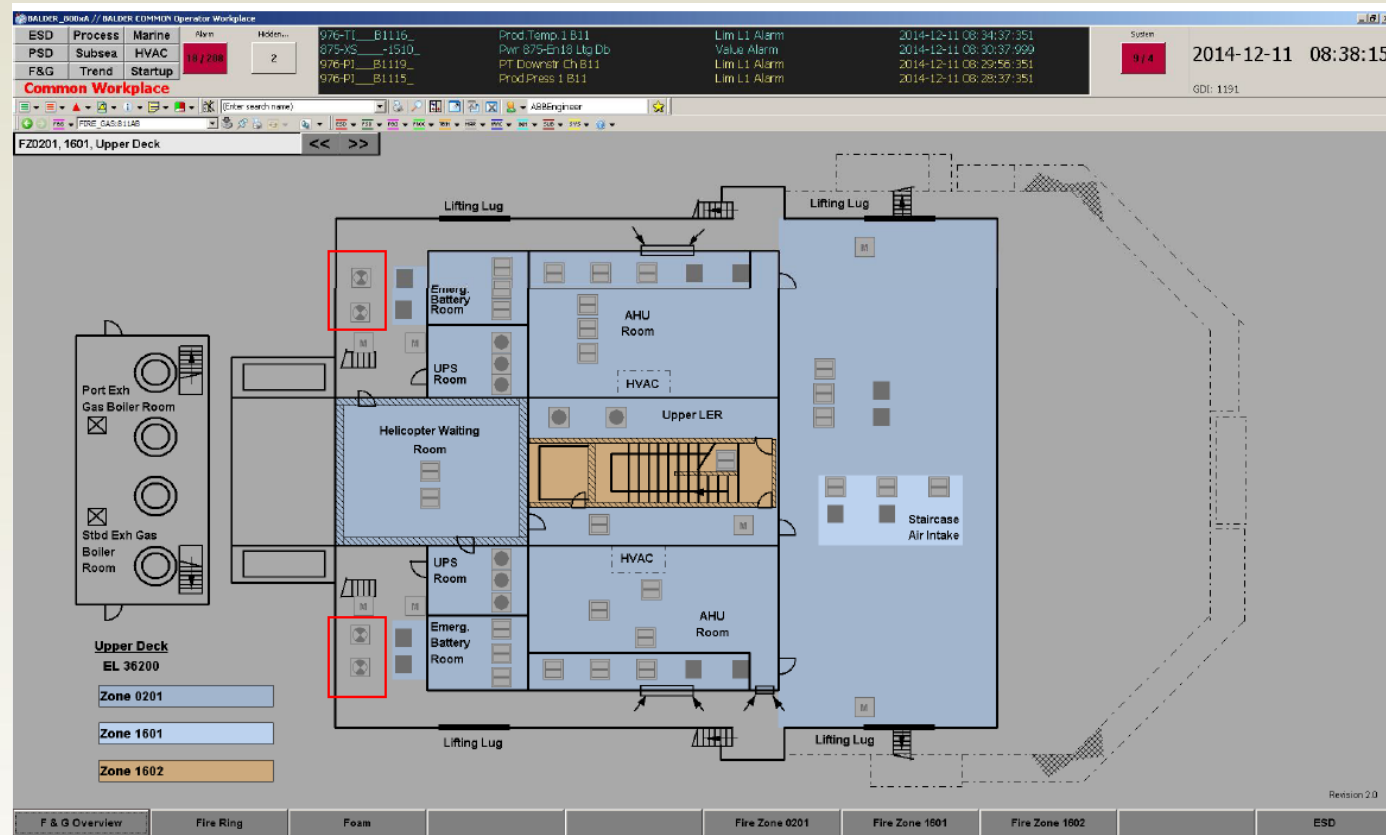 BALDER_800xA // BALDER COMMON Operator Workplace
ESD Process Marine
PSD Subsea HVAC
F&G Trend Startup
Common Workplace
Alarm
18 / 200
Hidden...
2
976-TI___B1116_ Prod.Temp.1 B11 Lim L1 Alarm 2014-12-11 08:34:37:351
875-XS____-1510_ Pwr 875-En18 Ltg Db Value Alarm 2014-12-11 08:30:37:999
976-PI___B1119_ PT Downstr Ch B11 Lim L1 Alarm 2014-12-11 08:29:56:351
976-PI___B1115_ Prod.Press 1 B11 Lim L1 Alarm 2014-12-11 08:28:37:351
System
9 / 4
2014-12-11 08:38:15
GDI: 1191
(Enter search name)
ABBEngineer
FIRE_GAS:B11AB
FZ0201, 1601, Upper Deck
<< >>
Lifting Lug
Lifting Lug
M
Emerg.
Battery
Room
AHU
Room
M
M
UPS
Room
HVAC
Port Exh
Gas Boiler Room
Helicopter Waiting
Room
Upper LER
Stbd Exh Gas
Boiler
Room
M
Staircase
Air Intake
UPS
Room
HVAC
M
M
Emerg.
Battery
Room
AHU
Room
M
Lifting Lug
Lifting Lug
Upper Deck
EL 36200
Zone 0201
Zone 1601
Zone 1602
Revision 2.0
F & G Overview
Fire Ring
Foam
Fire Zone 0201
Fire Zone 1601
Fire Zone 1602
ESD